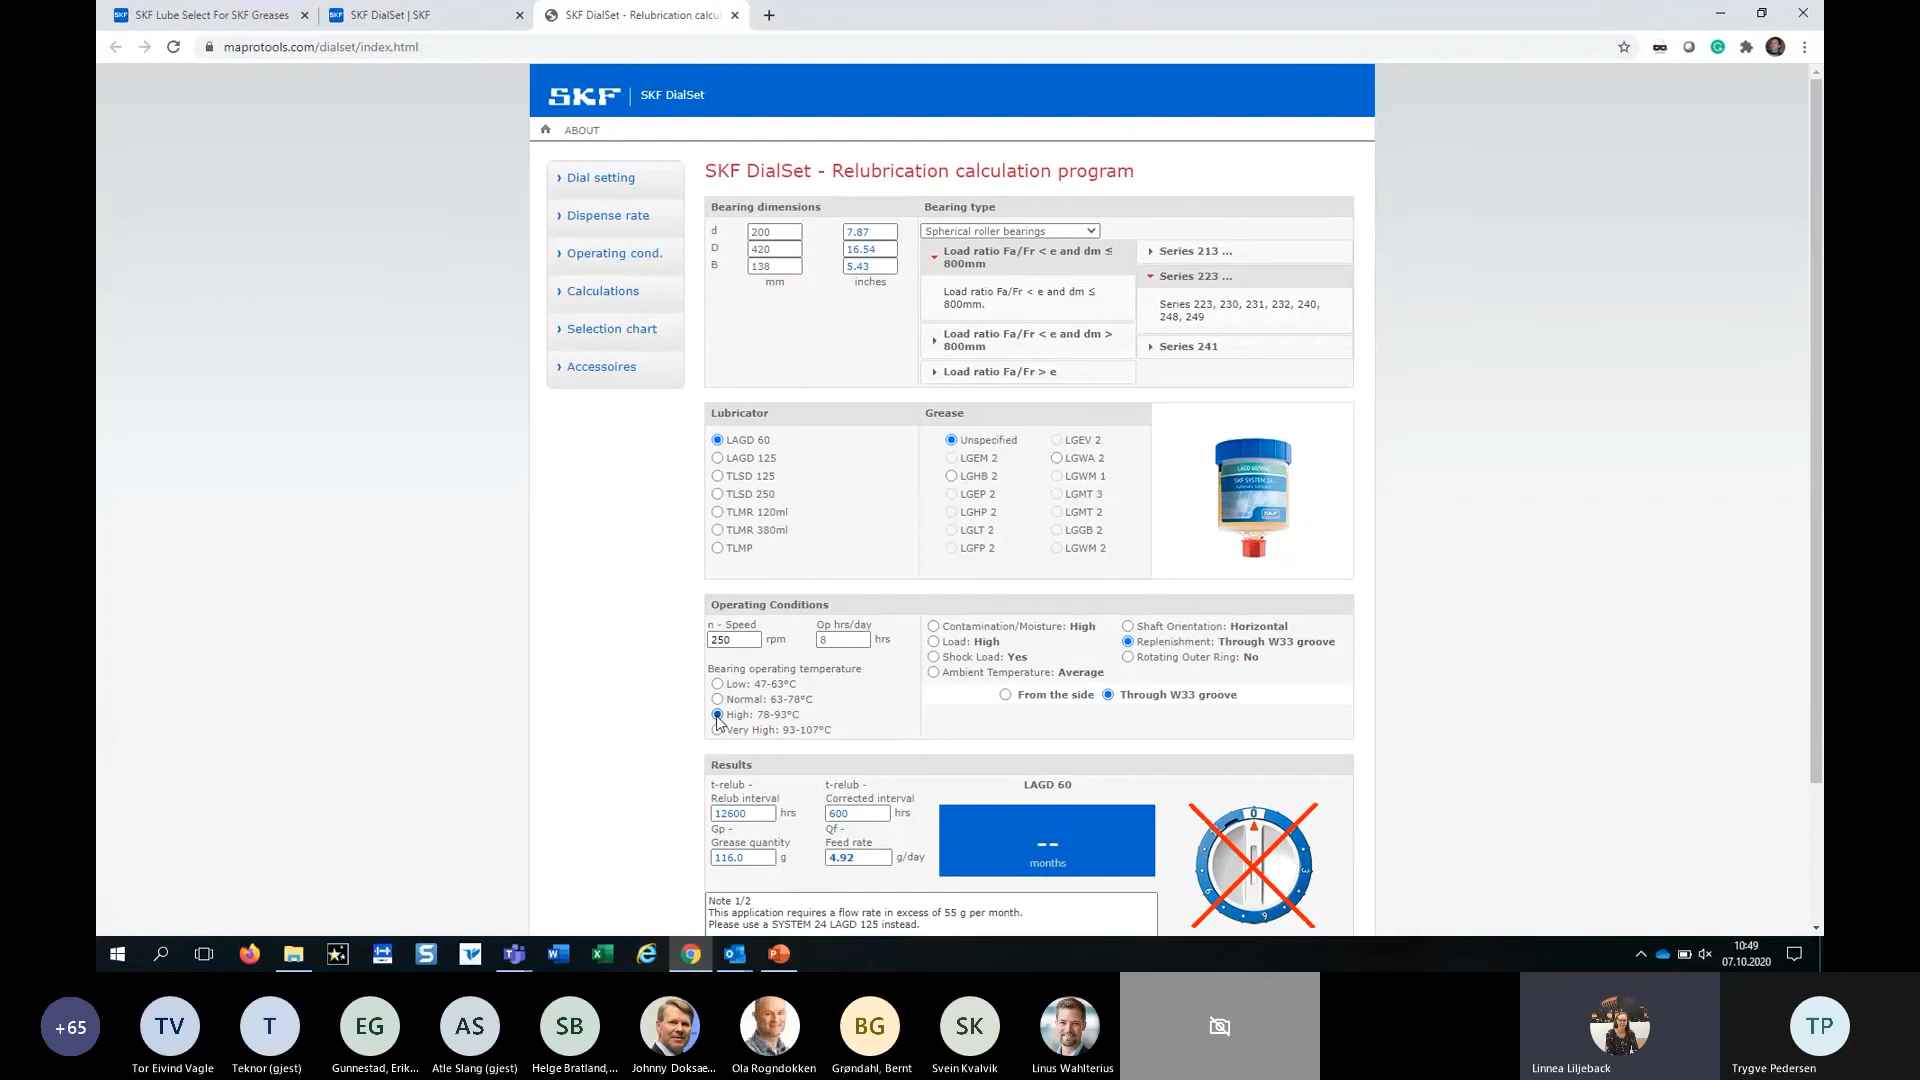 SKF Lube Select For SKF Greases
SKF DialSet | SKF
SKF DialSet - Relubrication calcu
maprotools.com/dialset/index.html
SKF | SKF DialSet
ABOUT
Dial setting
Dispense rate
Operating cond.
Calculations
Selection chart
Accessoires
SKF DialSet - Relubrication calculation program
Bearing dimensions
d 200 7.87
D 420 16.54
B 138 5.43
mm inches
Bearing type
Spherical roller bearings
Load ratio Fa/Fr < e and dm ≤
800mm
Load ratio Fa/Fr < e and dm ≤
800mm.
Load ratio Fa/Fr < e and dm >
800mm
Load ratio Fa/Fr > e
Series 213 ...
Series 223 ...
Series 223, 230, 231, 232, 240,
248, 249
Series 241
Lubricator
LAGD 60
LAGD 125
TLSD 125
TLSD 250
TLMR 120ml
TLMR 380ml
TLMP
Grease
Unspecified LGEV 2
LGEM 2 LGWA 2
LGHB 2 LGWM 1
LGEP 2 LGMT 3
LGHP 2 LGMT 2
LGLT 2 LGGB 2
LGFP 2 LGWM 2
LAGD 60/WA2
SKF SYSTEM 24
SKF
Operating Conditions
n - Speed Op hrs/day
250 rpm 8 hrs
Bearing operating temperature
Low: 47-63°C
Normal: 63-78°C
High: 78-93°C
Very High: 93-107°C
Contamination/Moisture: High
Load: High
Shock Load: Yes
Ambient Temperature: Average
Shaft Orientation: Horizontal
Replenishment: Through W33 groove
Rotating Outer Ring: No
From the side Through W33 groove
Results
t-relub -
Relub interval
12600 hrs
Gp -
Grease quantity
116.0 g
t-relub -
Corrected interval
600 hrs
Qf -
Feed rate
4.92 g/day
LAGD 60
--
months
0
3
6
9
Note 1/2
This application requires a flow rate in excess of 55 g per month.
Please use a SYSTEM 24 LAGD 125 instead.
10:49
07.10.2020
+65
TV
Tor Eivind Vagle
T
Teknor (gjest)
EG
Gunnestad, Erik...
AS
Atle Slang (gjest)
SB
Helge Bratland,...
Johnny Doksæe...
Ola Rogndokken
BG
Grøndahl, Bernt
SK
Svein Kvalvik
Linus Wahlterius
Linnea Liljeback
TP
Trygve Pedersen